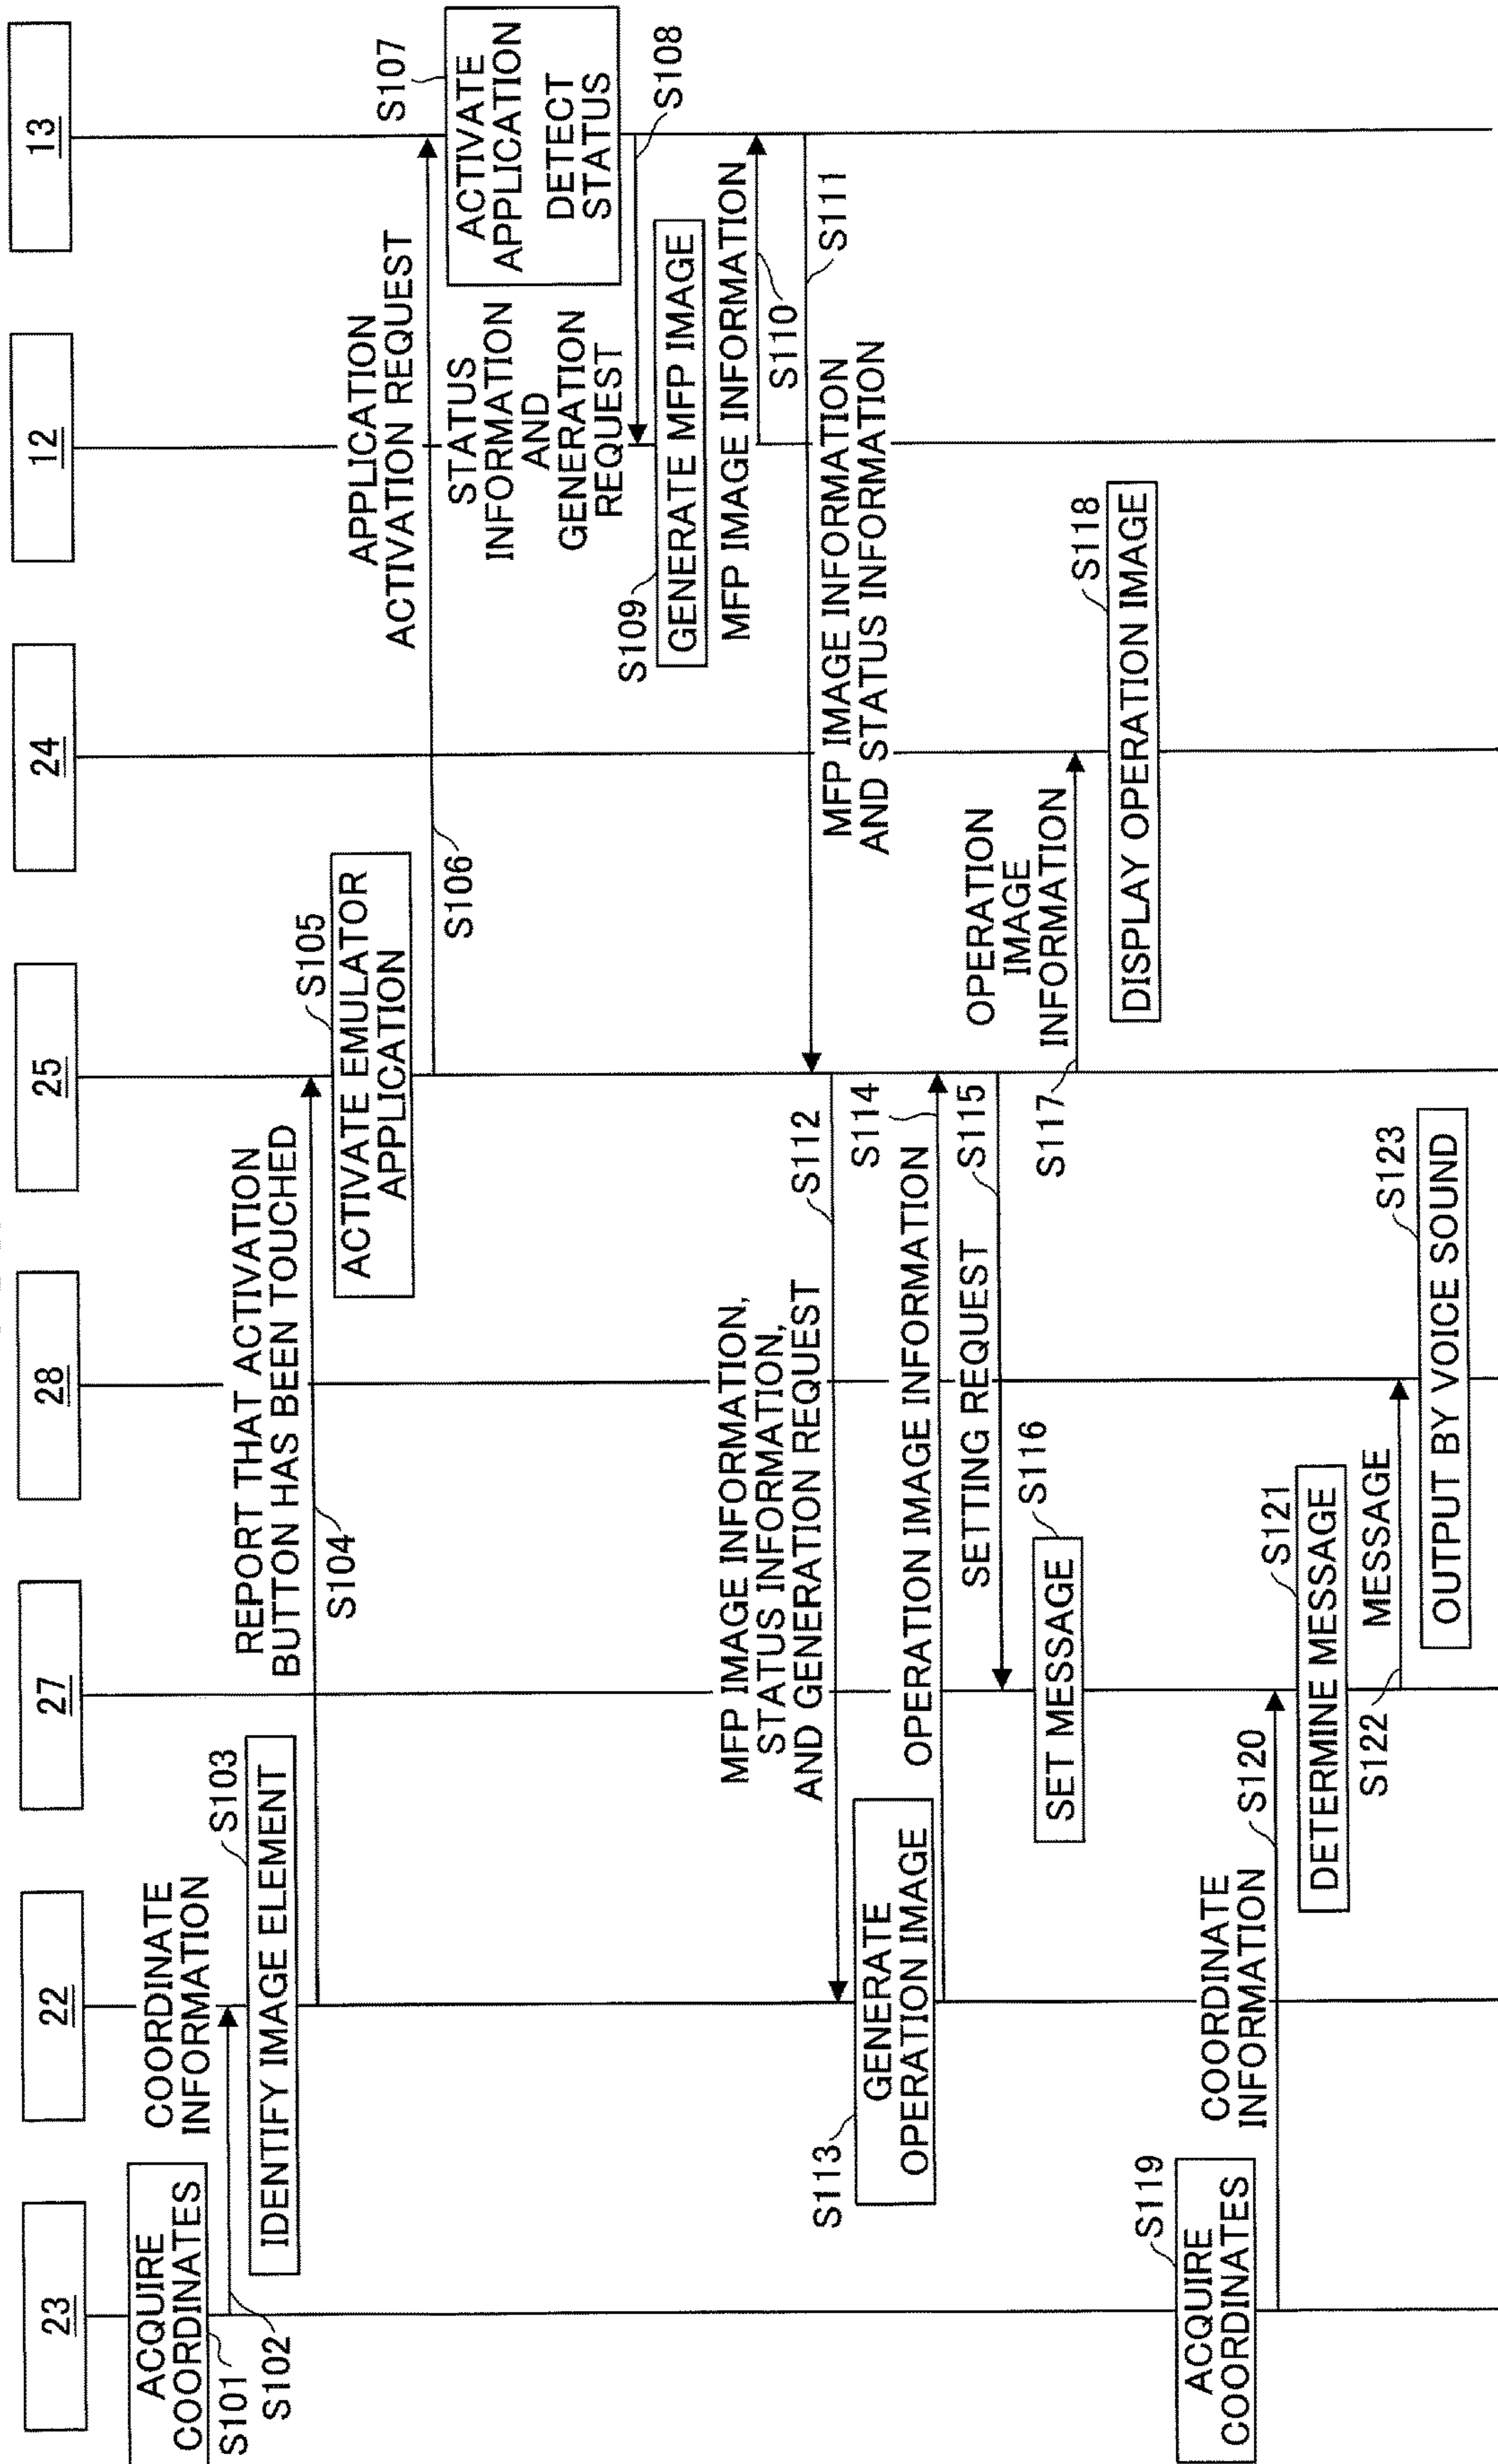 23
22
27
28
25
24
12
13
ACQUIRE
COORDINATES
S101
S102
COORDINATE
INFORMATION
S103
IDENTIFY IMAGE ELEMENT
REPORT THAT ACTIVATION
BUTTON HAS BEEN TOUCHED
S104
S105
ACTIVATE EMULATOR
APPLICATION
APPLICATION
ACTIVATION REQUEST
S106
S107
ACTIVATE
APPLICATION
DETECT
STATUS
STATUS
INFORMATION
AND
GENERATION
REQUEST
S108
S109
GENERATE MFP IMAGE
MFP IMAGE INFORMATION
S110
S111
MFP IMAGE INFORMATION
AND STATUS INFORMATION
MFP IMAGE INFORMATION,
STATUS INFORMATION,
AND GENERATION REQUEST
S112
S113
GENERATE
OPERATION IMAGE
S114
OPERATION IMAGE INFORMATION
S115
SETTING REQUEST
S116
SET MESSAGE
OPERATION
IMAGE
INFORMATION
S117
S118
DISPLAY OPERATION IMAGE
S119
ACQUIRE
COORDINATES
COORDINATE
INFORMATION
S120
S121
DETERMINE MESSAGE
MESSAGE
S122
S123
OUTPUT BY VOICE SOUND